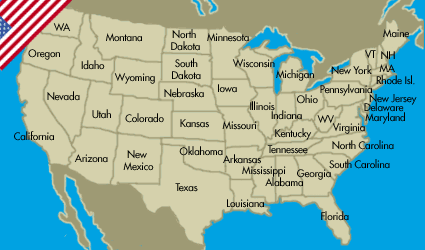 WA
Montana
North
Dakota
Minnesota
Maine
Oregon
Idaho
Wyoming
South
Dakota
Wisconsin
Michigan
VT
NH
New York
MA
Rhode Isl.
Nevada
Utah
Colorado
Nebraska
Iowa
Illinois
Indiana
Ohio
Pennsylvania
New Jersey
Delaware
Maryland
California
Kansas
Missouri
Kentucky
WV
Virginia
Arizona
New
Mexico
Oklahoma
Arkansas
Tennessee
North Carolina
South Carolina
Texas
Mississippi
Alabama
Georgia
Louisiana
Florida